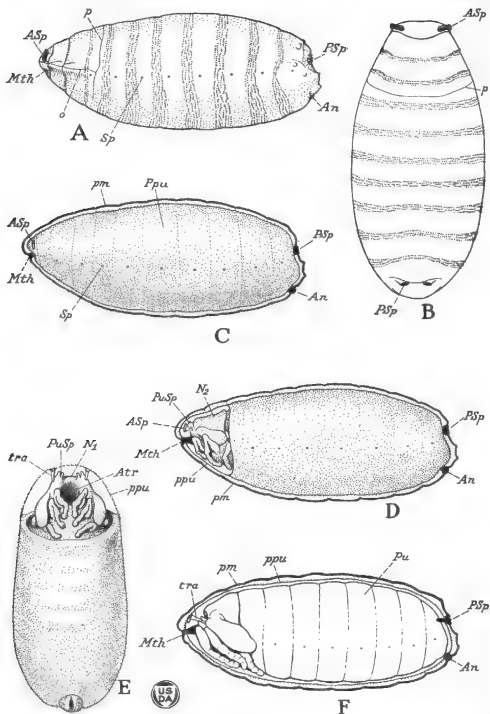 p
ASp
PSp
Mth
o
Sp
An
A
ASp
p
PSp
B
pm
Ppu
ASp
PSp
Mth
Sp
An
C
N2
PuSp
ASp
Mth
PSp
ppu
pm
An
D
N1
PuSp
tra
Atr
ppu
E
US
DA
ppu
Pu
pm
tra
PSp
Mth
An
F